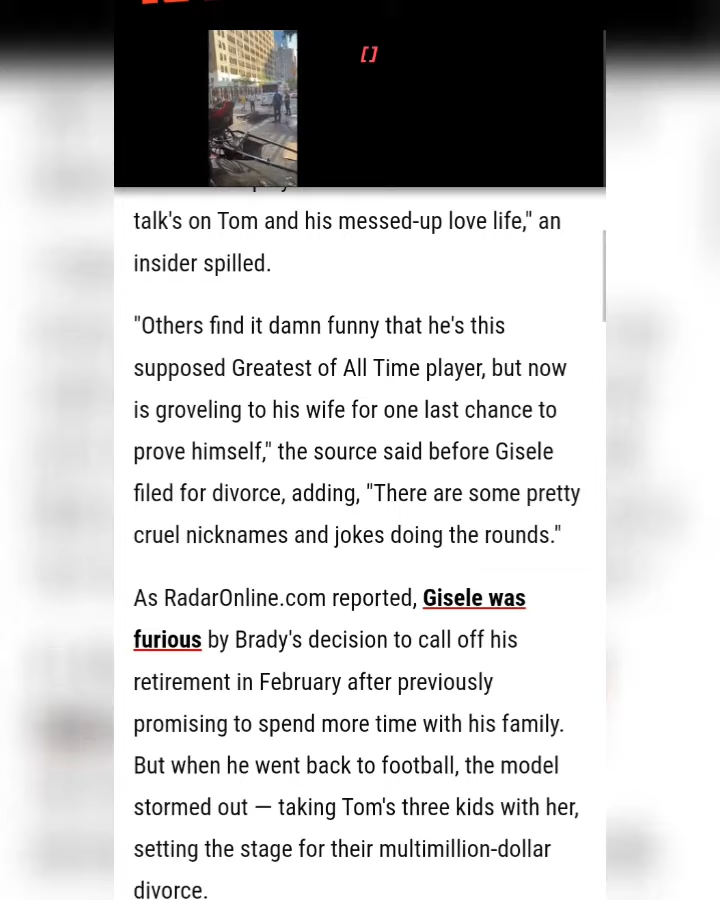 []
talk's on Tom and his messed-up love life," an
insider spilled.
"Others find it damn funny that he's this
supposed Greatest of All Time player, but now
is groveling to his wife for one last chance to
prove himself," the source said before Gisele
filed for divorce, adding, "There are some pretty
cruel nicknames and jokes doing the rounds."
As RadarOnline.com reported, Gisele was
furious by Brady's decision to call off his
retirement in February after previously
promising to spend more time with his family.
But when he went back to football, the model
stormed out — taking Tom's three kids with her,
setting the stage for their multimillion-dollar
divorce.